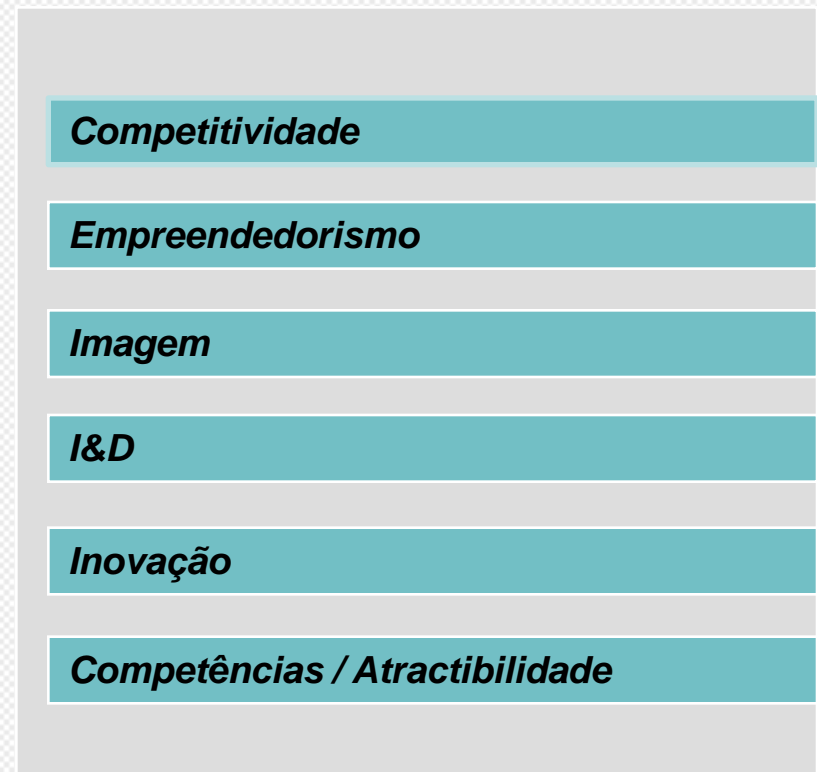 Competitividade
Empreendedorismo
Imagem
I&D
Inovação
Competências / Atractibilidade